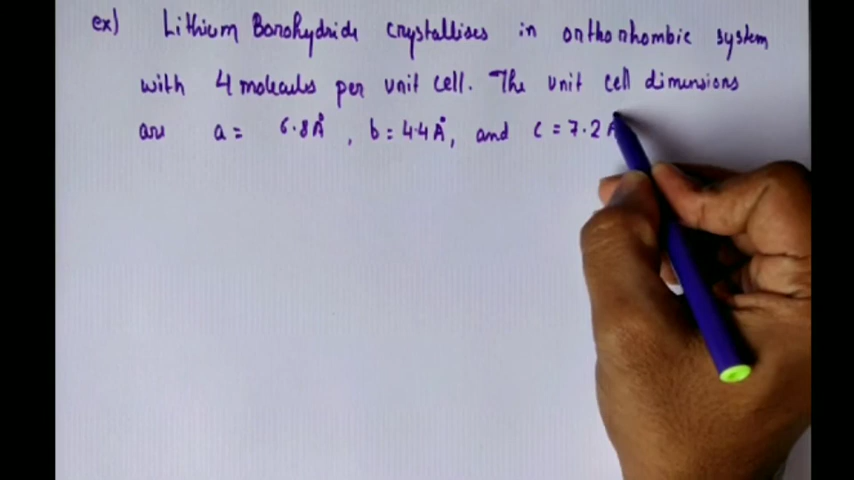 ex) Lithium Borohydride crystallises in orthorhombic system
with 4 molecules per unit cell. The unit cell dimensions
are a = 6.8Å , b = 4.4Å, and c = 7.2 A